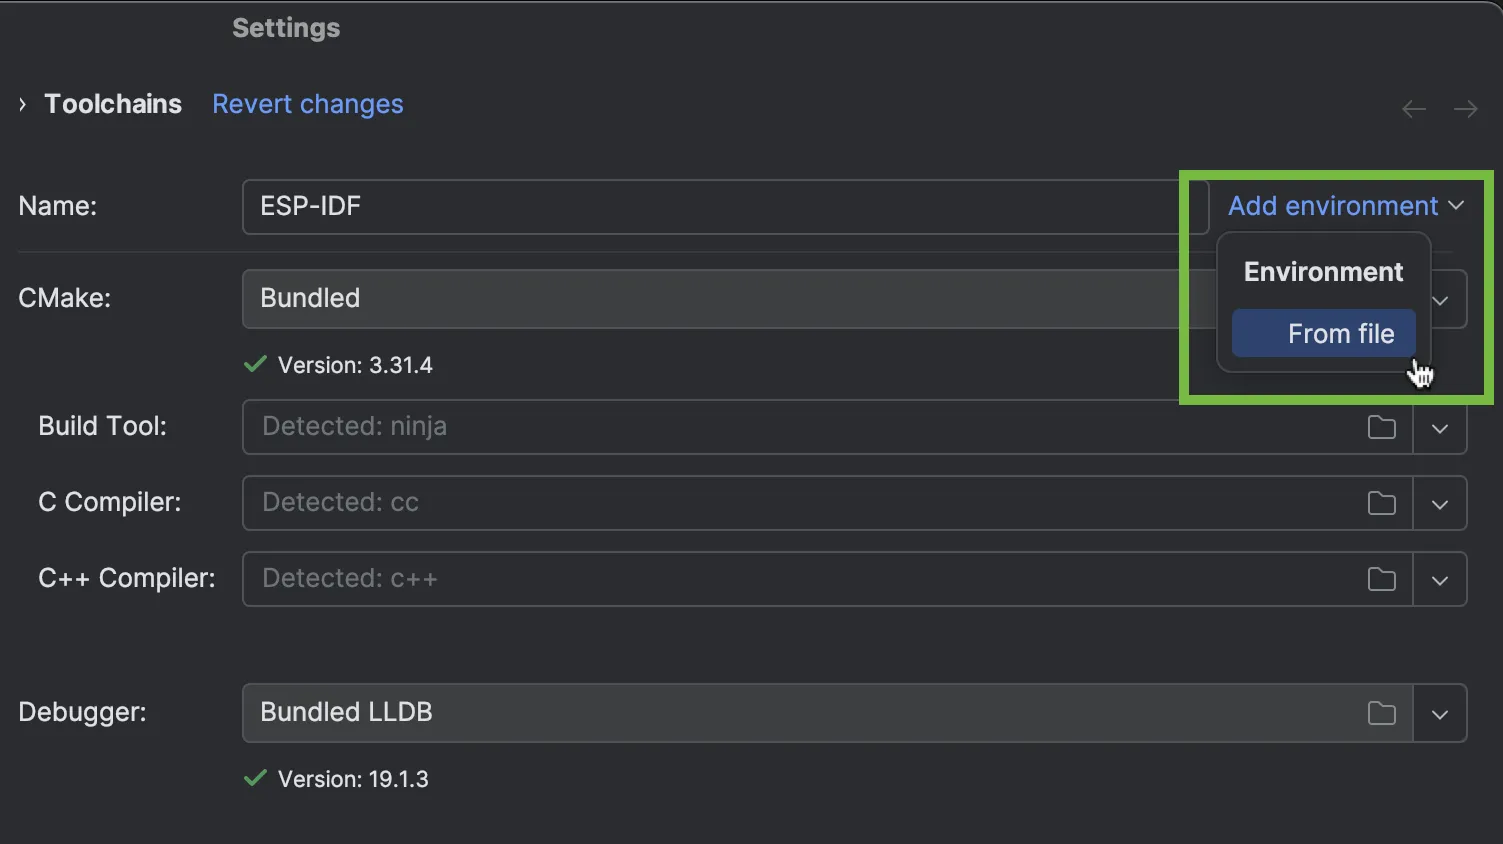 Settings
› Toolchains Revert changes
Name: ESP-IDF Add environment
Environment
From file
CMake: Bundled
Version: 3.31.4
Build Tool: Detected: ninja
C Compiler: Detected: cc
C++ Compiler: Detected: c++
Debugger: Bundled LLDB
Version: 19.1.3